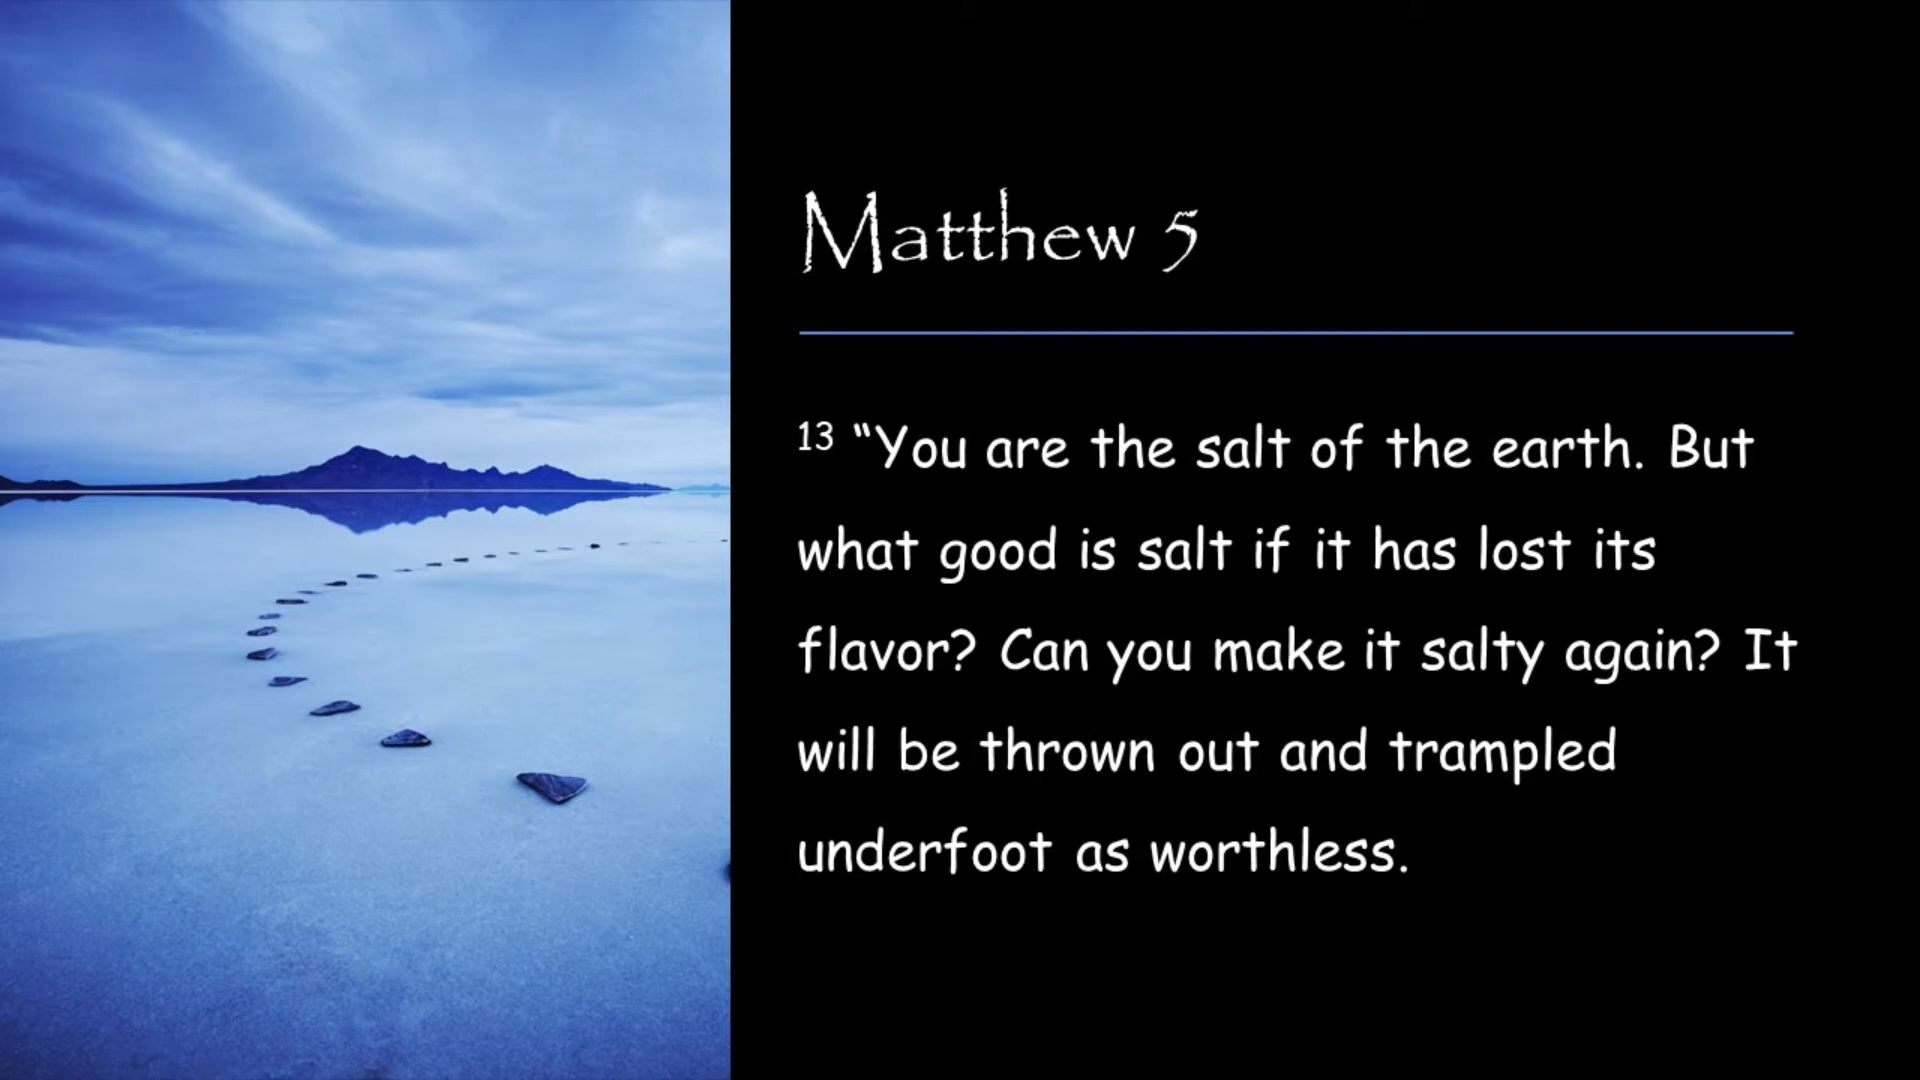 Matthew 5
13 “You are the salt of the earth. But
what good is salt if it has lost its
flavor? Can you make it salty again? It
will be thrown out and trampled
underfoot as worthless.